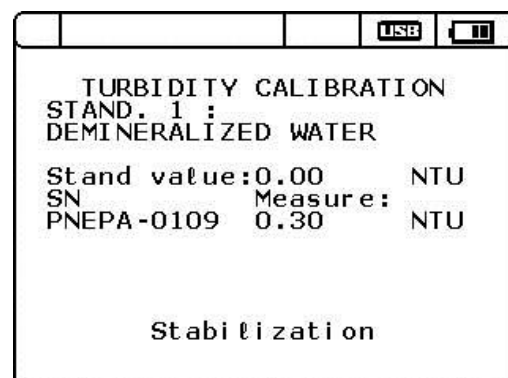 USB
TURBIDITY CALIBRATION
STAND. 1 :
DEMINERALIZED WATER
Stand value:0.00 NTU
SN Measure:
PNEPA-0109 0.30 NTU
Stabilization